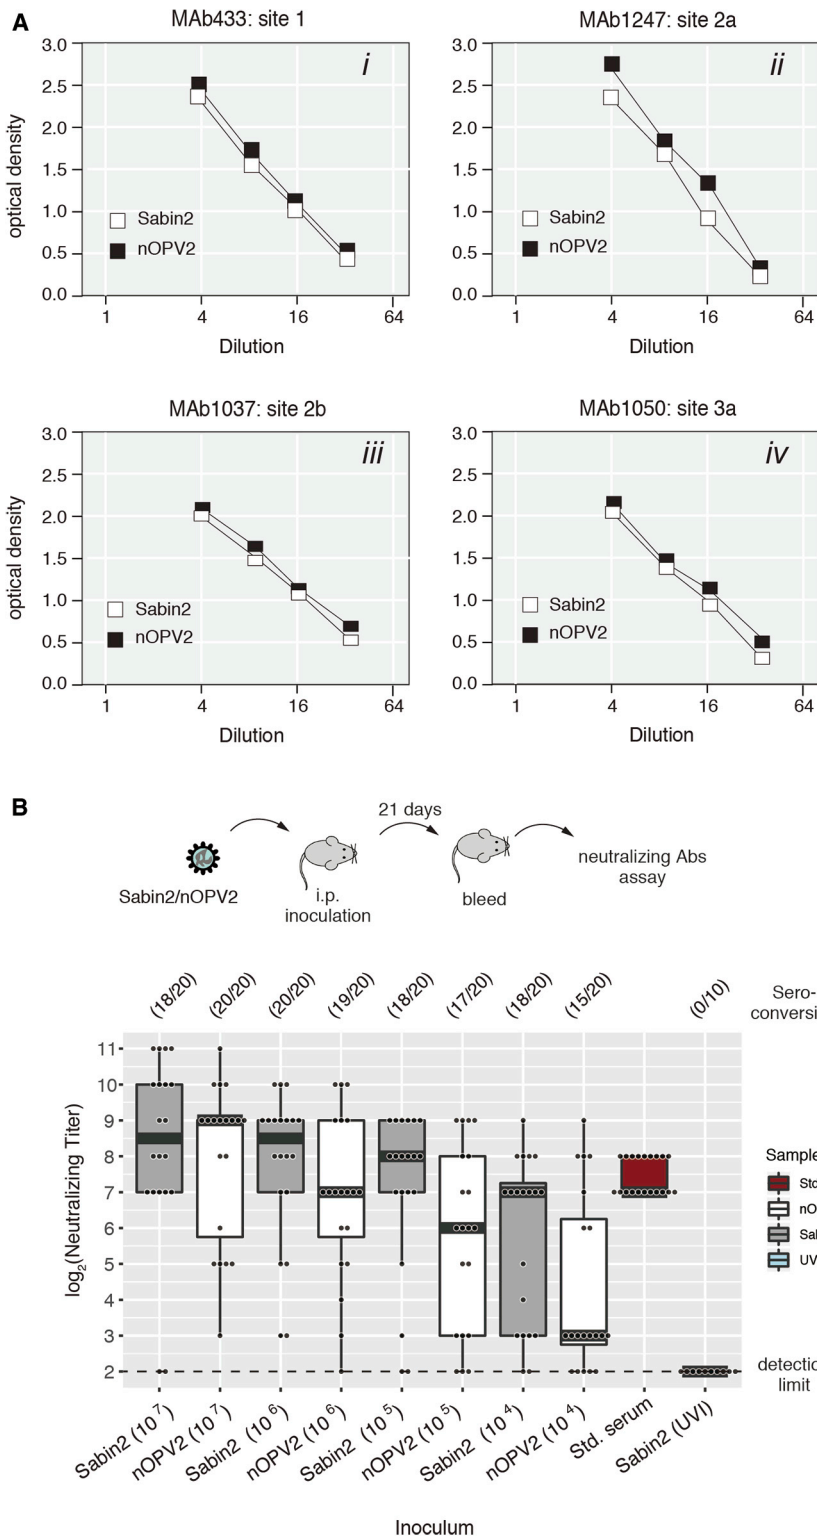 A
MAb433: site 1
MAb1247: site 2a
3.0
2.5
2.0
1.5
1.0
0.5
0.0
optical density
i
Sabin2
nOPV2
1
4
16
64
Dilution
3.0
2.5
2.0
1.5
1.0
0.5
0.0
ii
Sabin2
nOPV2
1
4
16
64
Dilution
MAb1037: site 2b
MAb1050: site 3a
3.0
2.5
2.0
1.5
1.0
0.5
0.0
optical density
iii
Sabin2
nOPV2
1
4
16
64
Dilution
3.0
2.5
2.0
1.5
1.0
0.5
0.0
iv
Sabin2
nOPV2
1
4
16
64
Dilution
B
21 days
Sabin2/nOPV2
i.p.
inoculation
bleed
neutralizing Abs
assay
(18/20)
(20/20)
(20/20)
(19/20)
(18/20)
(17/20)
(18/20)
(15/20)
(0/10)
Sero-
conversi
11
10
9
8
7
6
5
4
3
2
log2(Neutralizing Titer)
Sample
Std
nO
Sal
UV
detectio
limit
Sabin2 (10^7)
nOPV2 (10^7)
Sabin2 (10^6)
nOPV2 (10^6)
Sabin2 (10^5)
nOPV2 (10^5)
Sabin2 (10^4)
nOPV2 (10^4)
Std. serum
Sabin2 (UVI)
Inoculum